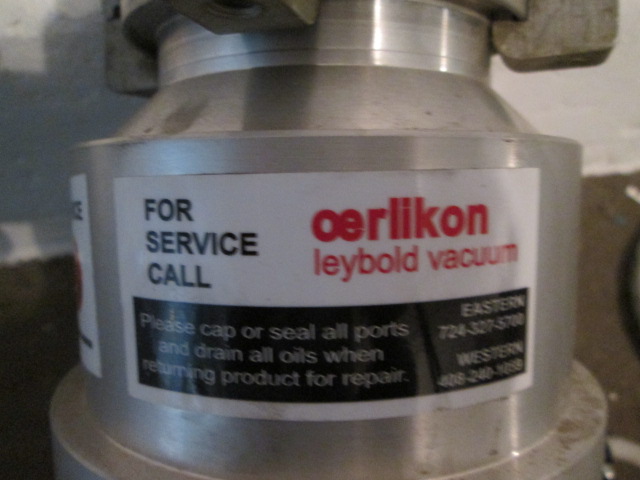 FOR
SERVICE
CALL
œrlikon
leybold vacuum
Please cap or seal all ports
and drain all oils when
returning product for repair.
EASTERN
724-327-5700
WESTERN